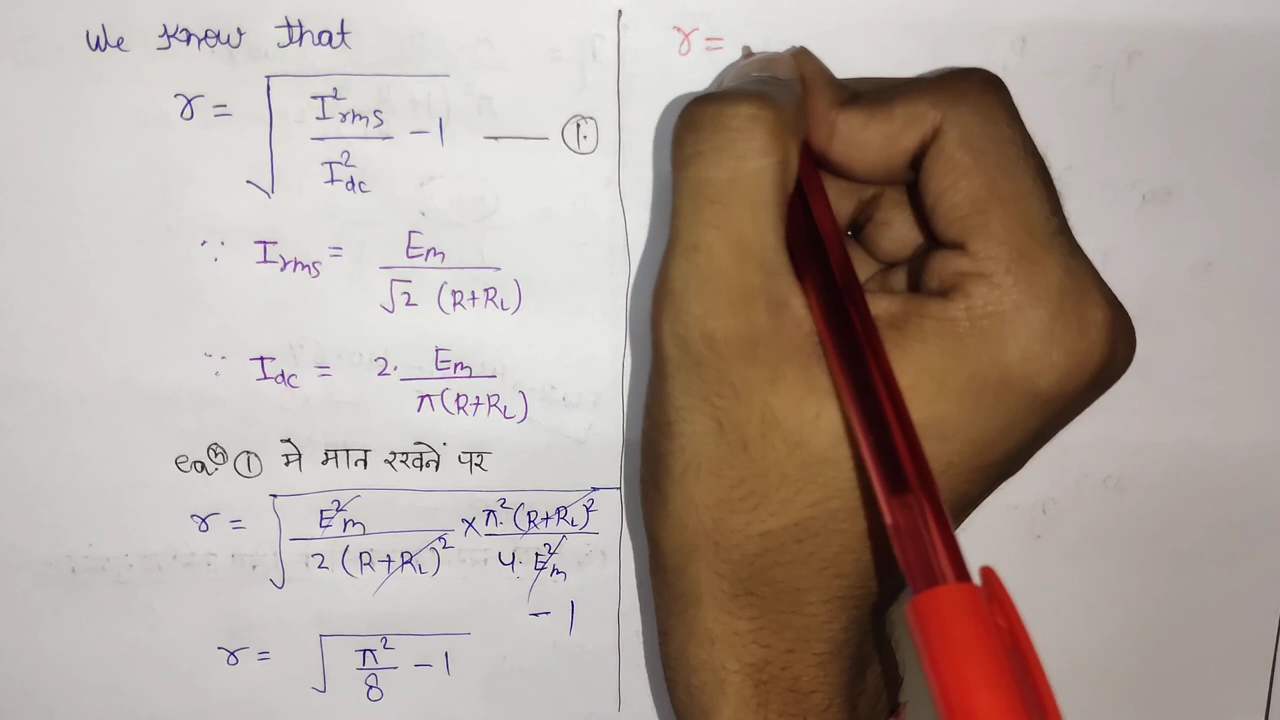 We know that
γ = √(I²rms / I²dc − 1) —— ①
∵ Irms = Em / √2 (R+RL)
∵ Idc = 2. Em / π(R+RL)
eqⁿ ① मे मान रखनें पर
γ = √(E²m / 2 (R+RL)² × π².(R+RL)² / 4. E²m
− 1
γ = √(π² / 8 − 1)
γ =